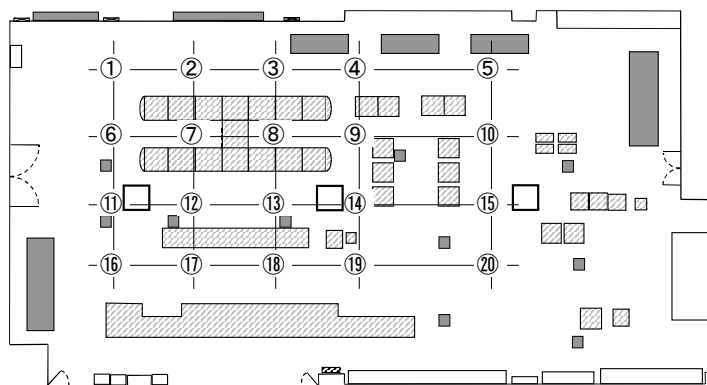 ① ② ③ ④ ⑤
⑥ ⑦ ⑧ ⑨ ⑩
⑪ ⑫ ⑬ ⑭ ⑮
⑯ ⑰ ⑱ ⑲ ⑳